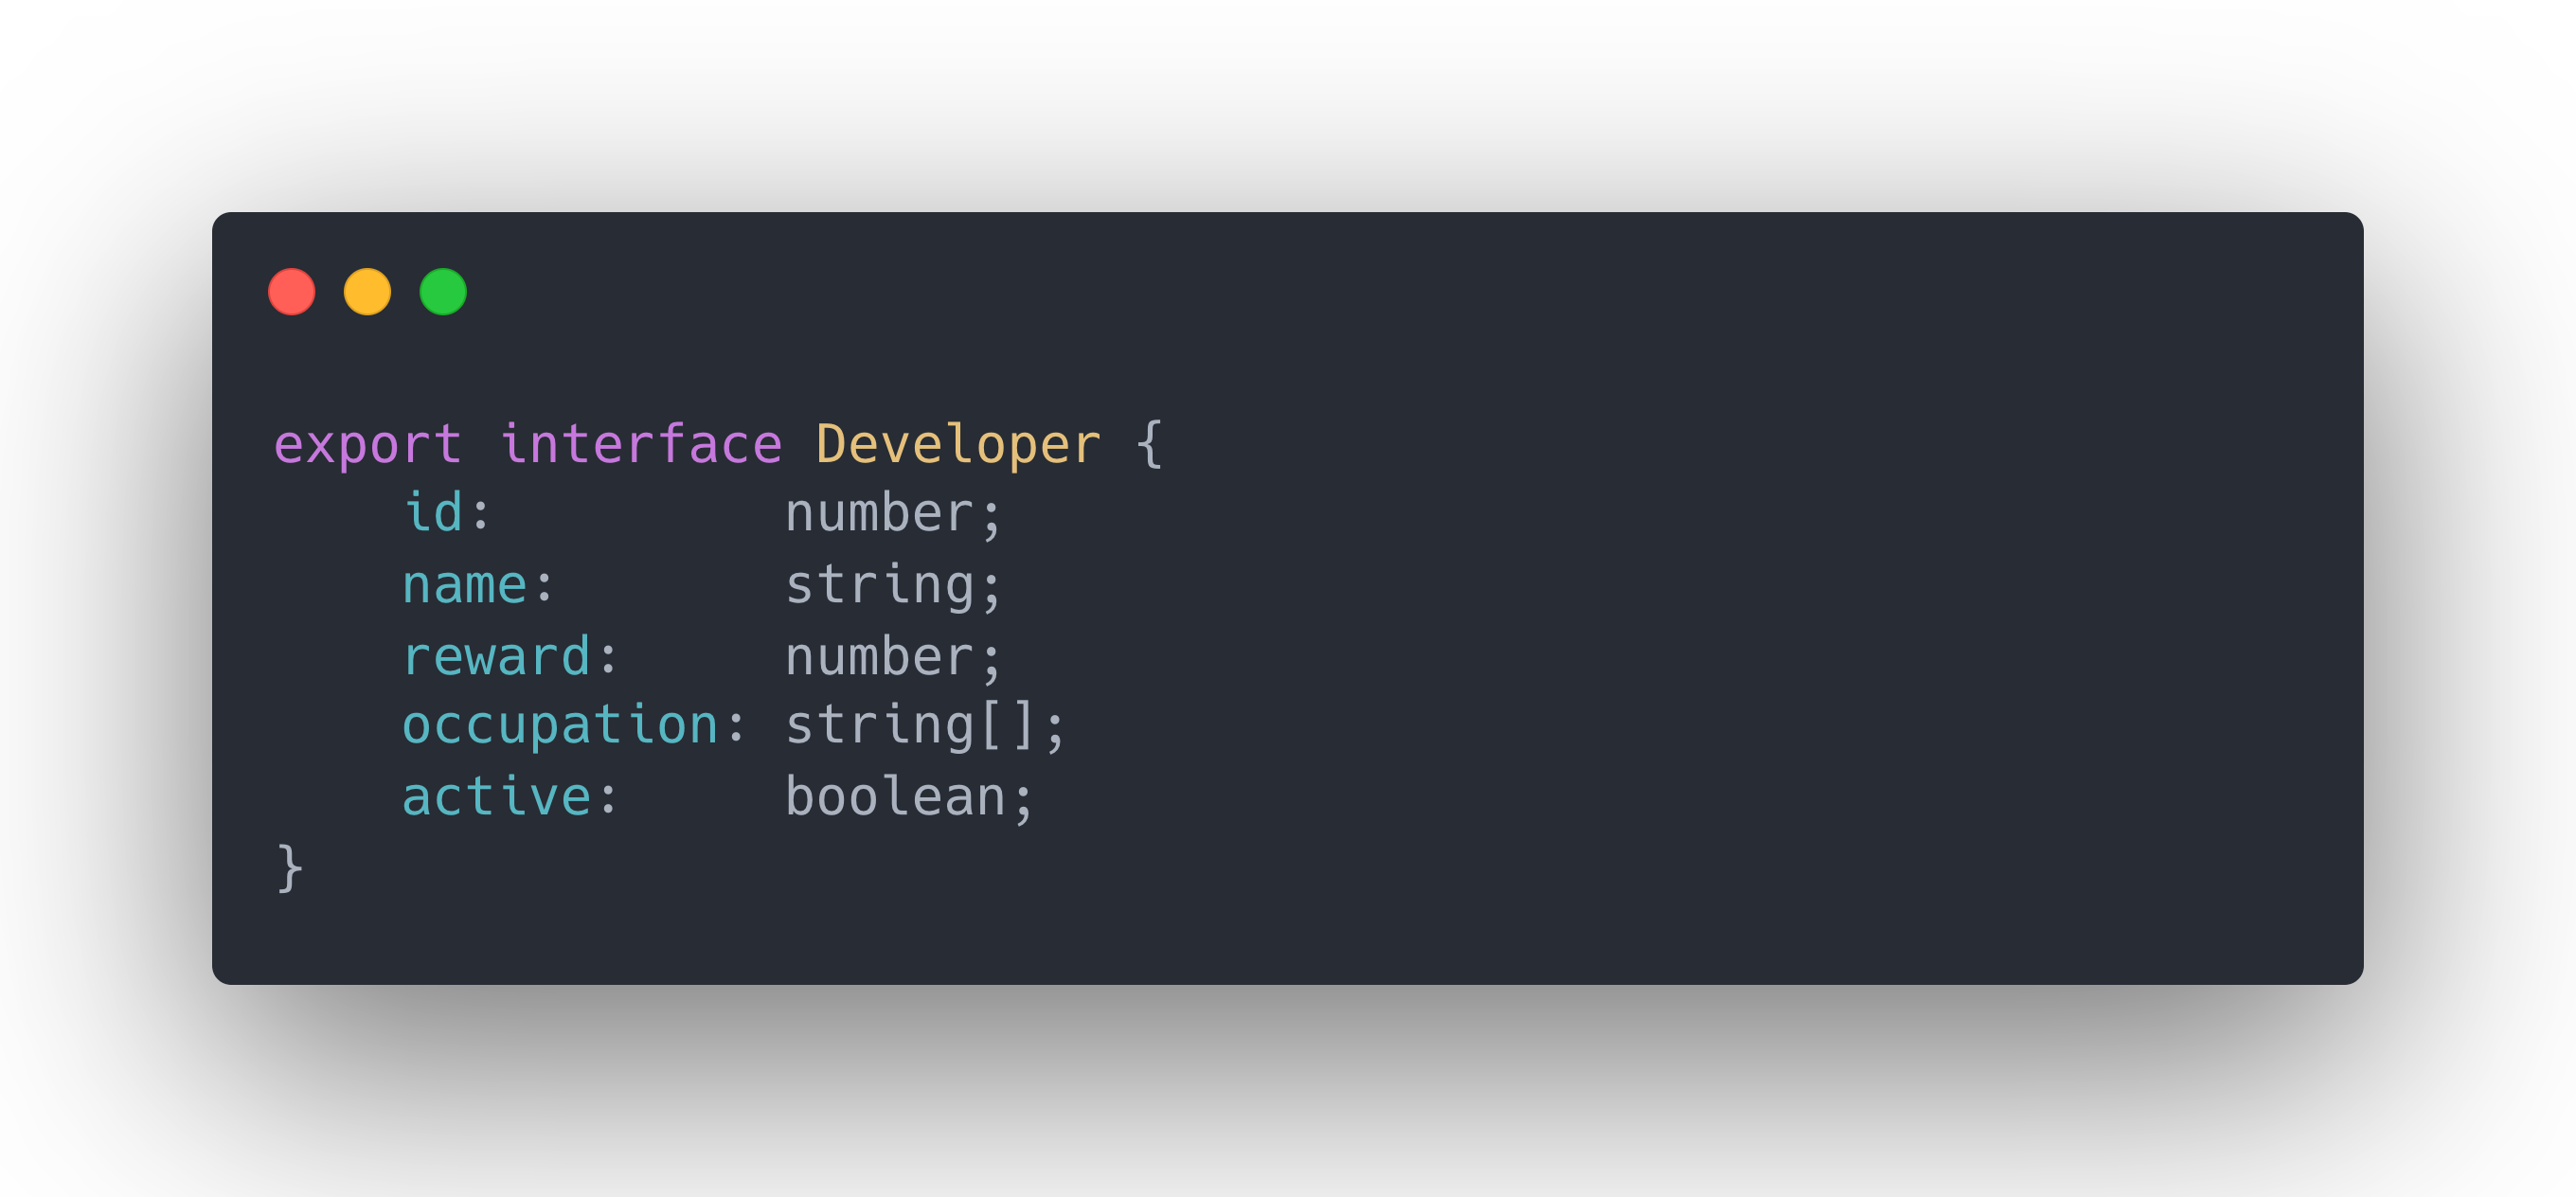 export interface Developer {
    id:         number;
    name:       string;
    reward:     number;
    occupation: string[];
    active:     boolean;
}